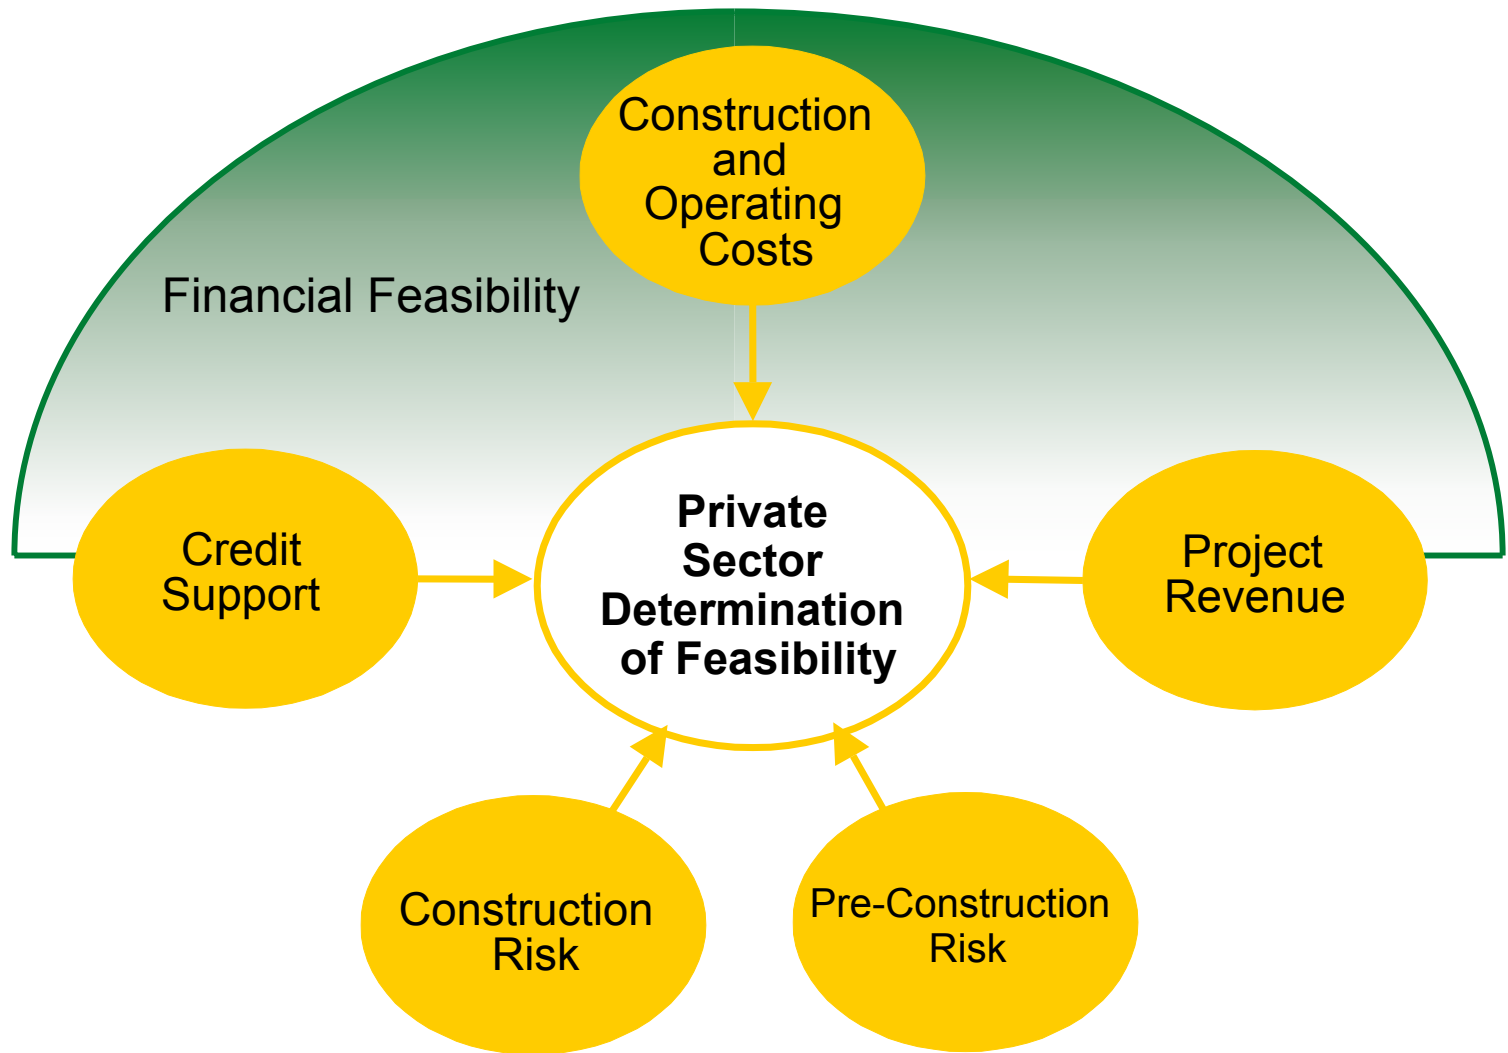 Construction
and
Operating
Costs
Financial Feasibility
Private
Sector
Determination
of Feasibility
Credit
Support
Project
Revenue
Construction
Risk
Pre-Construction
Risk